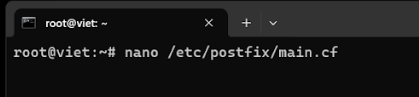 root@viet: ~
root@viet:~# nano /etc/postfix/main.cf